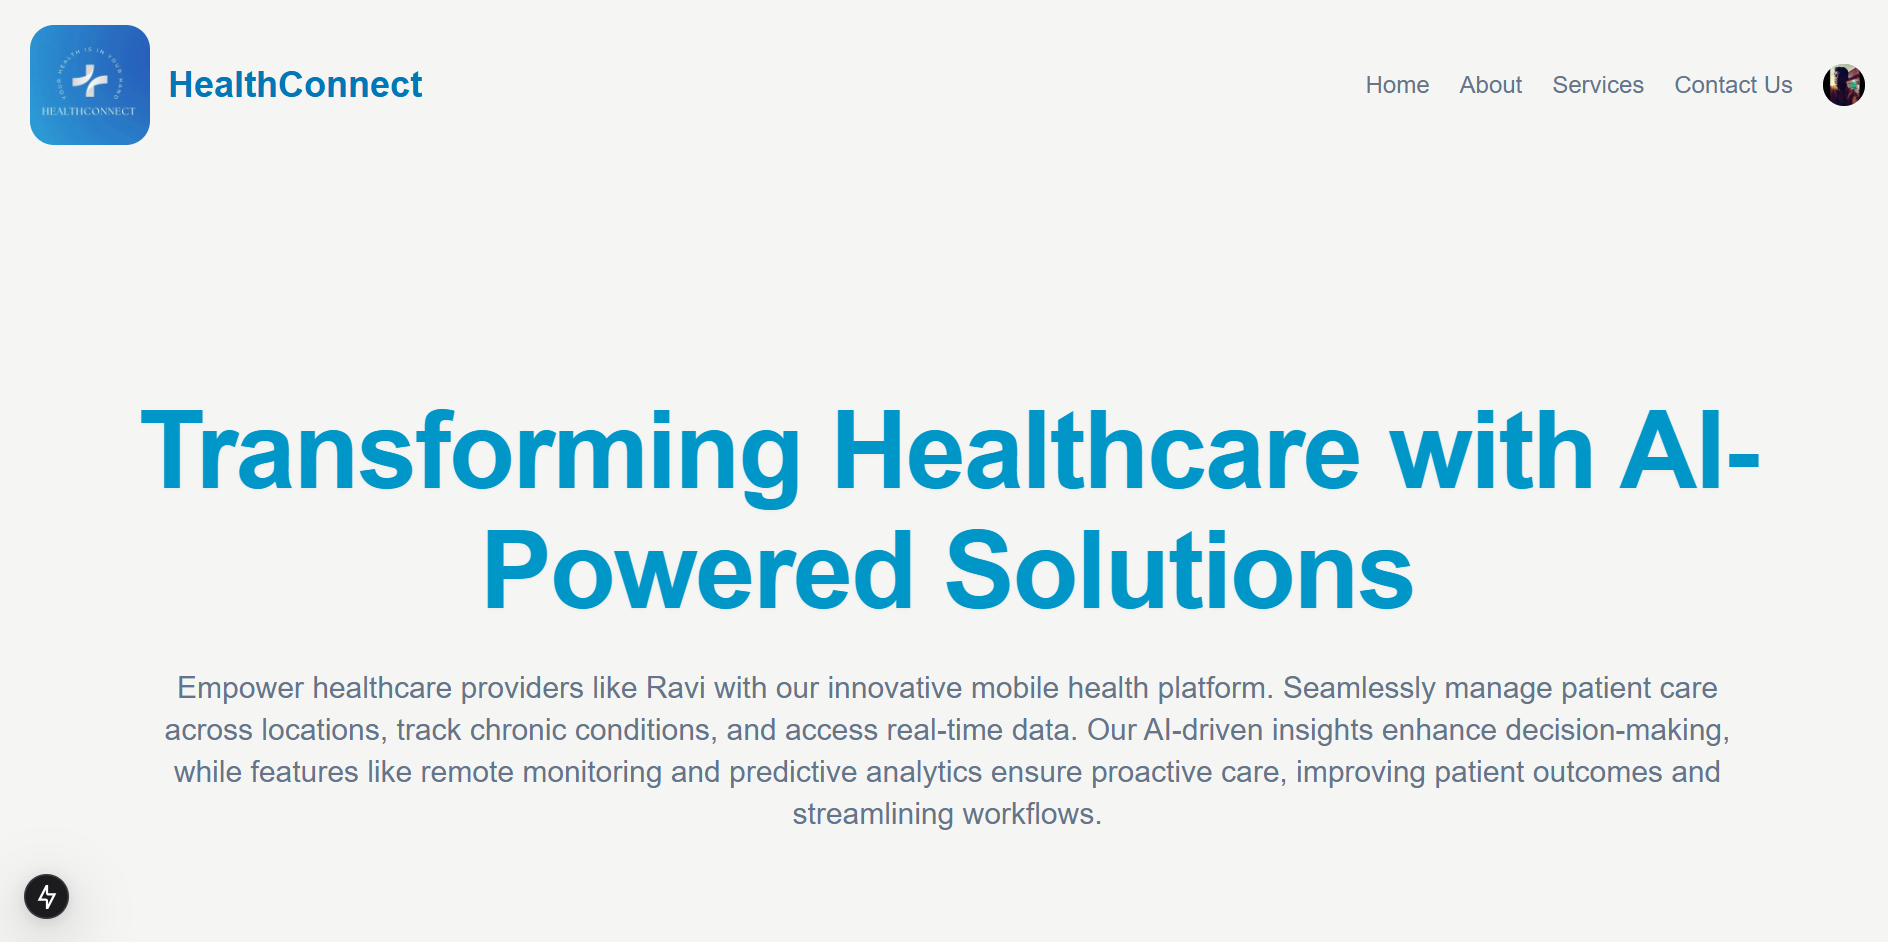 YOUR HEALTH IS IN YOUR HAND
HEALTHCONNECT
HealthConnect
Home About Services Contact Us
Transforming Healthcare with AI-
Powered Solutions
Empower healthcare providers like Ravi with our innovative mobile health platform. Seamlessly manage patient care
across locations, track chronic conditions, and access real-time data. Our AI-driven insights enhance decision-making,
while features like remote monitoring and predictive analytics ensure proactive care, improving patient outcomes and
streamlining workflows.